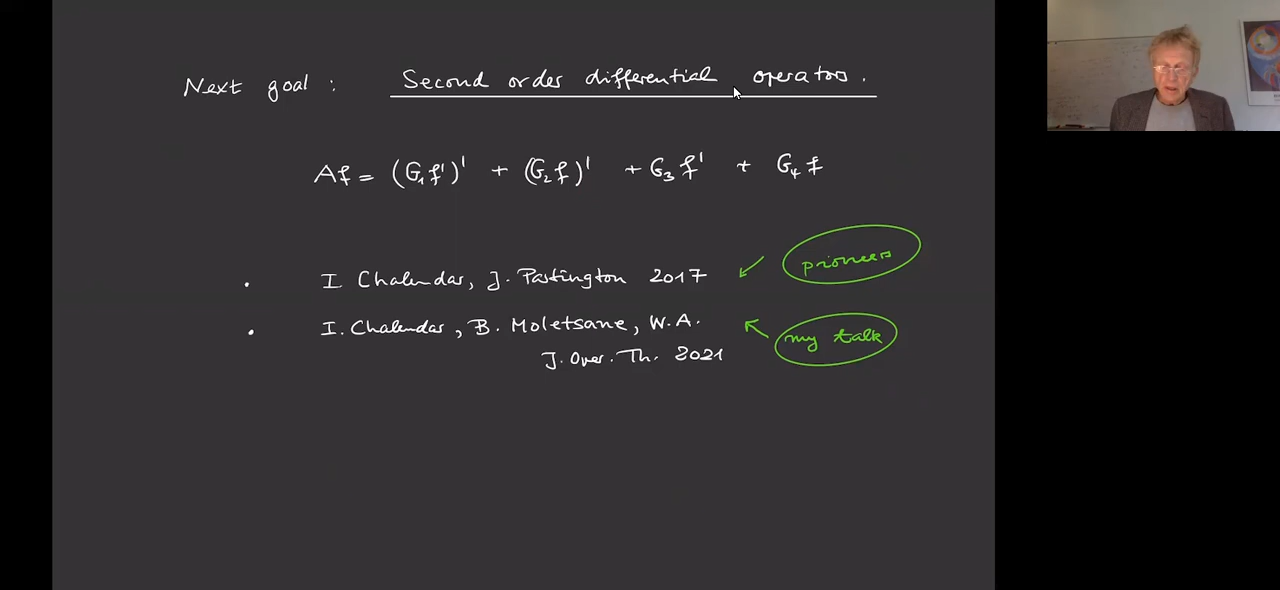 Next goal : Second order differential operators.
Af = (G₁f')' + (G₂f)' + G₃f' + G₄f
. I Chalendar, J. Partington 2017 pioneers
. I. Chalendar, B. Moletsane, W.A. my talk
J. Oper. Th. 2021